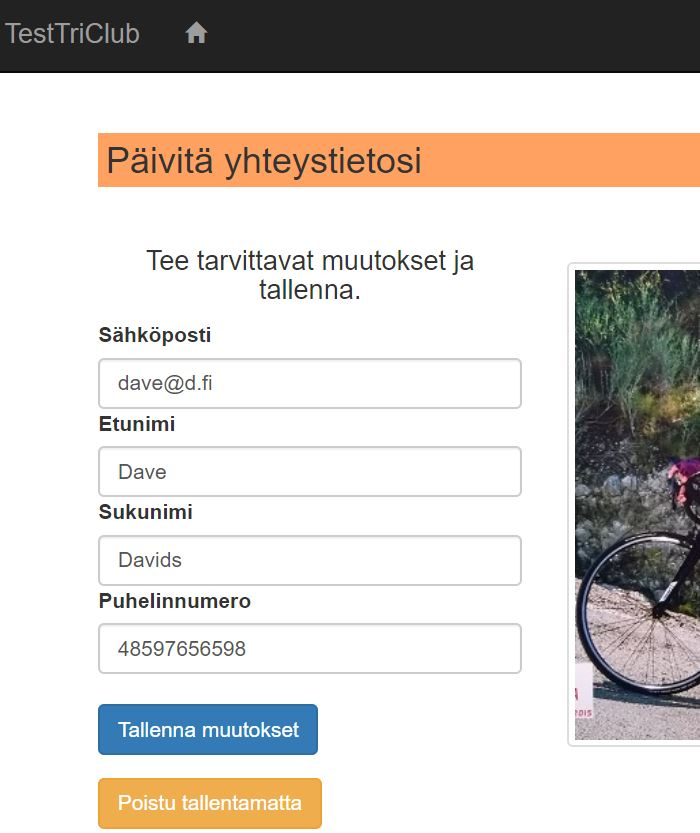 TestTriClub
Päivitä yhteystietosi
Tee tarvittavat muutokset ja
tallenna.
Sähköposti
dave@d.fi
Etunimi
Dave
Sukunimi
Davids
Puhelinnumero
48597656598
Tallenna muutokset
Poistu tallentamatta